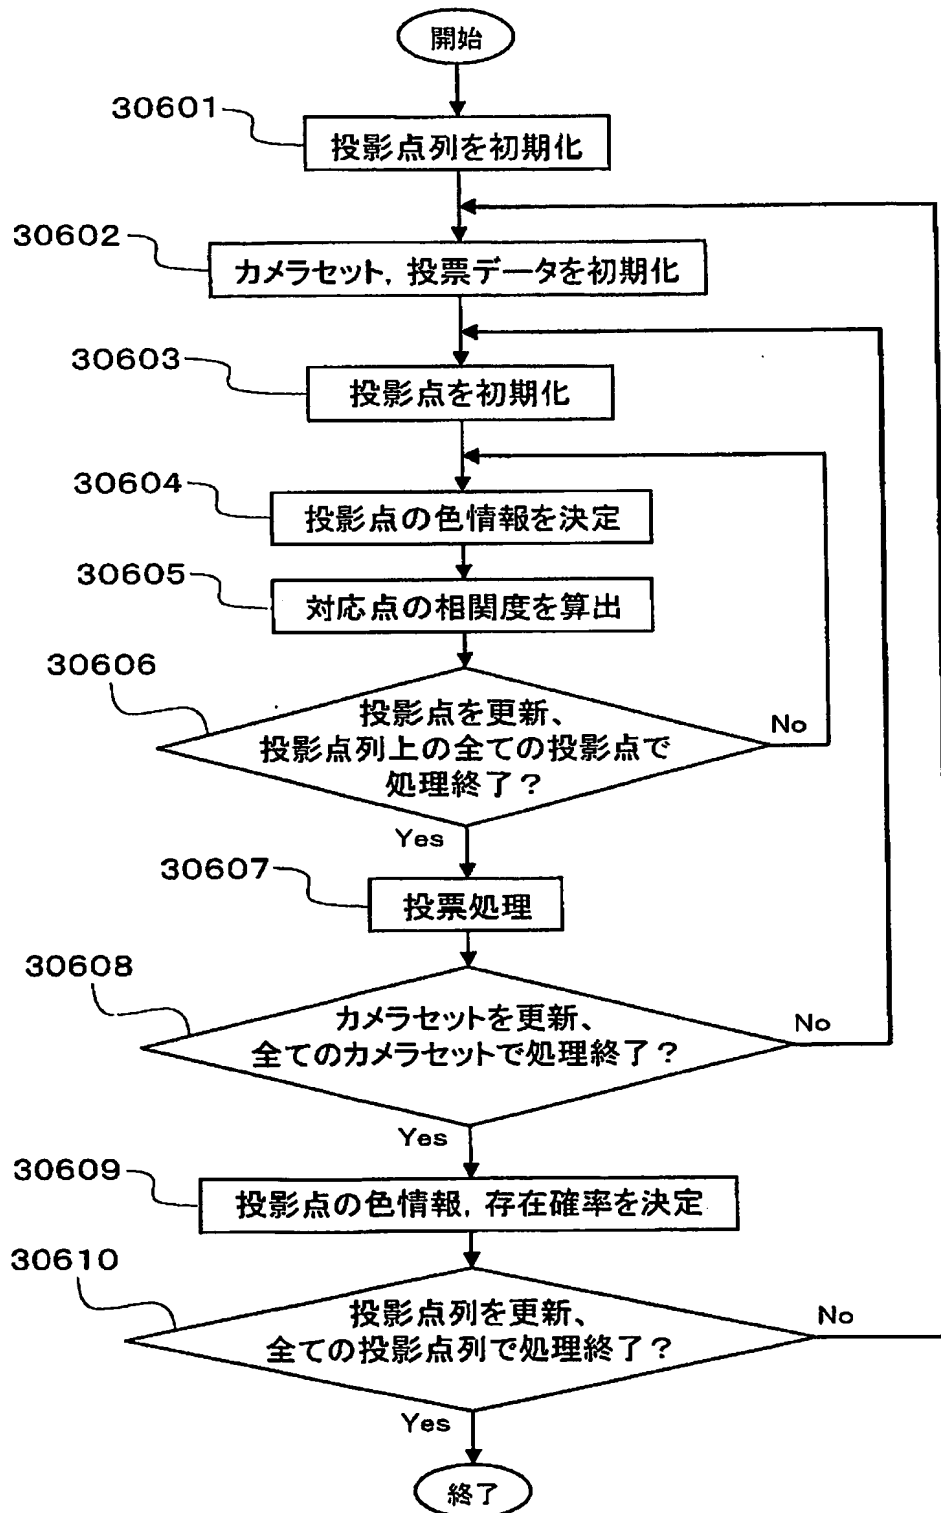 開始
30601
投影点列を初期化
30602
カメラセット, 投票データを初期化
30603
投影点を初期化
30604
投影点の色情報を決定
30605
対応点の相関度を算出
30606
投影点を更新、
投影点列上の全ての投影点で
処理終了？
No
Yes
30607
投票処理
30608
カメラセットを更新、
全てのカメラセットで処理終了？
No
Yes
30609
投影点の色情報, 存在確率を決定
30610
投影点列を更新、
全ての投影点列で処理終了？
No
Yes
終了